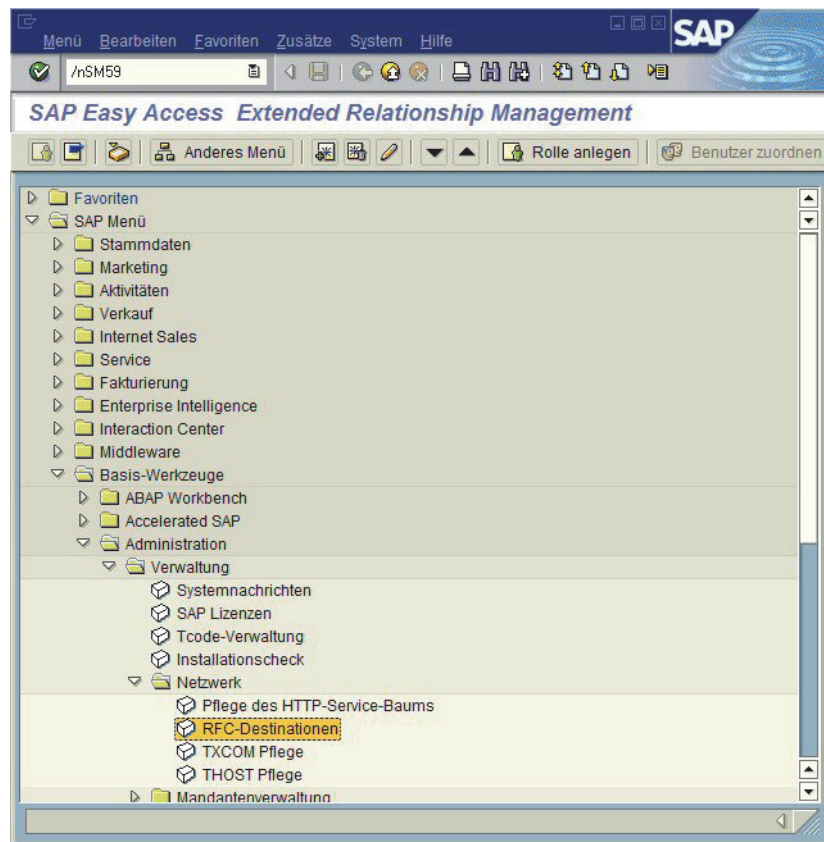 Menü Bearbeiten Favoriten Zusätze System Hilfe
SAP
/nSM59
SAP Easy Access Extended Relationship Management
Anderes Menü Rolle anlegen Benutzer zuordnen
Favoriten
SAP Menü
Stammdaten
Marketing
Aktivitäten
Verkauf
Internet Sales
Service
Fakturierung
Enterprise Intelligence
Interaction Center
Middleware
Basis-Werkzeuge
ABAP Workbench
Accelerated SAP
Administration
Verwaltung
Systemnachrichten
SAP Lizenzen
Tcode-Verwaltung
Installationscheck
Netzwerk
Pflege des HTTP-Service-Baums
RFC-Destinationen
TXCOM Pflege
THOST Pflege
Mandantenverwaltung